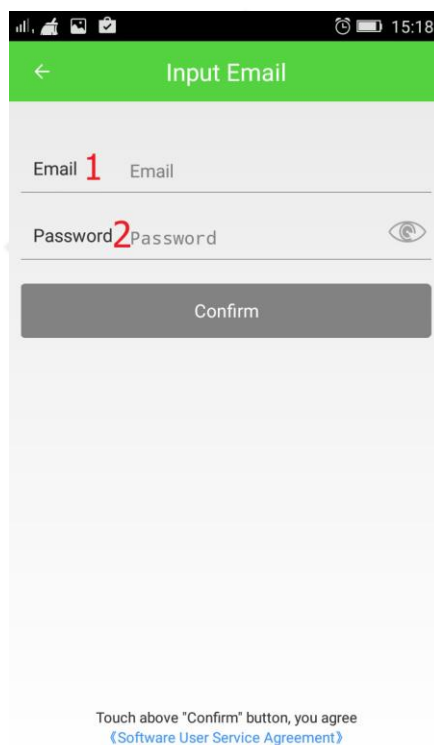 15:18
Input Email
Email 1 Email
Password 2 Password
Confirm
Touch above "Confirm" button, you agree
《Software User Service Agreement》